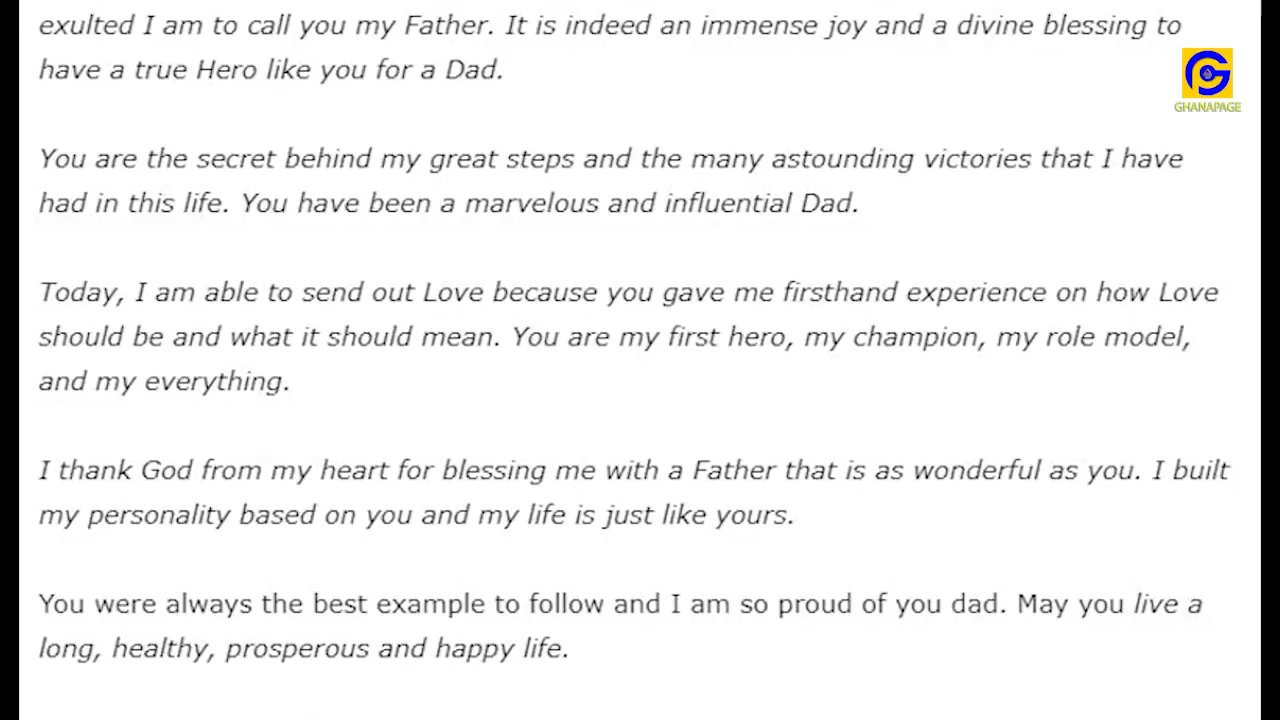 exulted I am to call you my Father. It is indeed an immense joy and a divine blessing to
have a true Hero like you for a Dad.
GHANAPAGE
You are the secret behind my great steps and the many astounding victories that I have
had in this life. You have been a marvelous and influential Dad.
Today, I am able to send out Love because you gave me firsthand experience on how Love
should be and what it should mean. You are my first hero, my champion, my role model,
and my everything.
I thank God from my heart for blessing me with a Father that is as wonderful as you. I built
my personality based on you and my life is just like yours.
You were always the best example to follow and I am so proud of you dad. May you live a
long, healthy, prosperous and happy life.